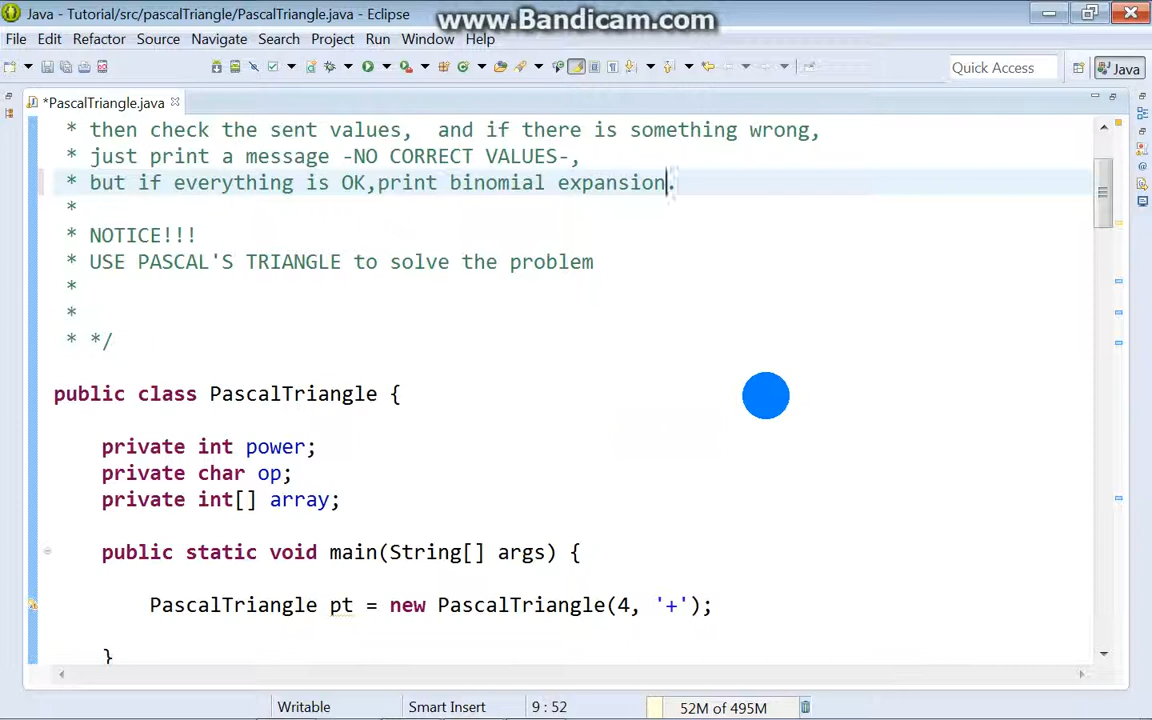 Java - Tutorial/src/pascalTriangle/PascalTriangle.java - Eclipse
www.Bandicam.com
File Edit Refactor Source Navigate Search Project Run Window Help
Quick Access
Java
*PascalTriangle.java
* then check the sent values,  and if there is something wrong,
* just print a message -NO CORRECT VALUES-,
* but if everything is OK,print binomial expansion.
*
* NOTICE!!!
* USE PASCAL'S TRIANGLE to solve the problem
*
*
* */
public class PascalTriangle {
private int power;
private char op;
private int[] array;
public static void main(String[] args) {
PascalTriangle pt = new PascalTriangle(4, '+');
}
Writable
Smart Insert
9 : 52
52M of 495M